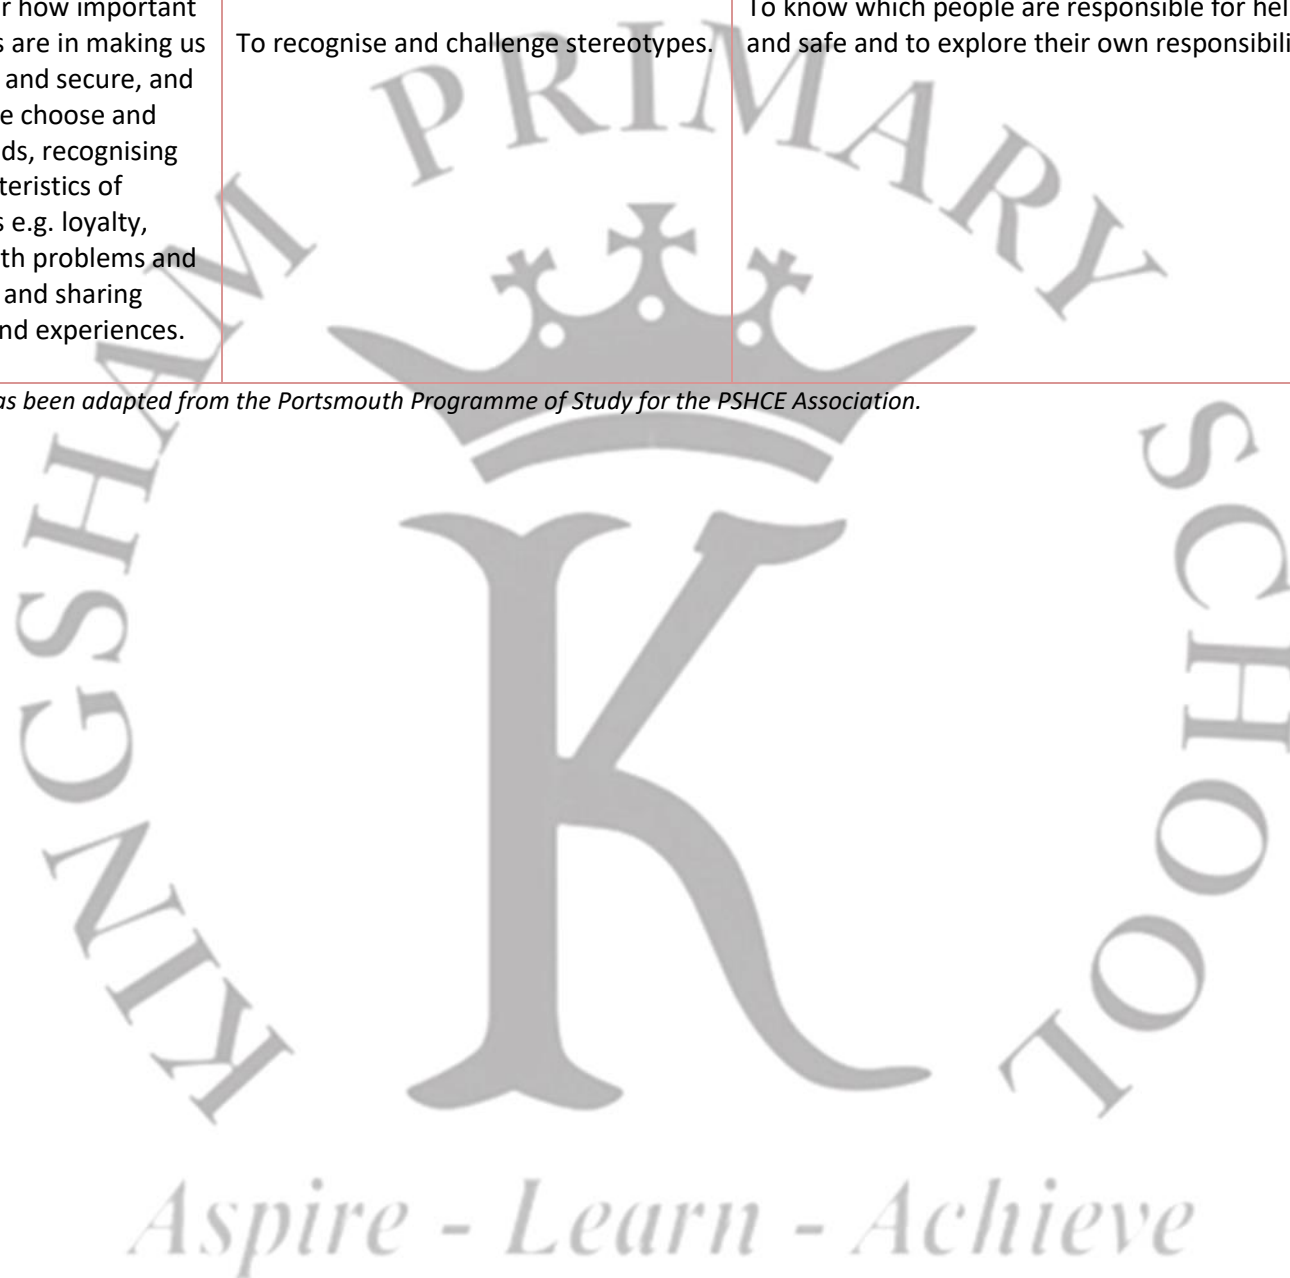 r how important
s are in making us
and secure, and
e choose and
ds, recognising
teristics of
s e.g. loyalty,
th problems and
and sharing
nd experiences.
To recognise and challenge stereotypes.
To know which people are responsible for hel
and safe and to explore their own responsibili
as been adapted from the Portsmouth Programme of Study for the PSHCE Association.
KINGSHAM PRIMARY SCHOOL
K
Aspire - Learn - Achieve